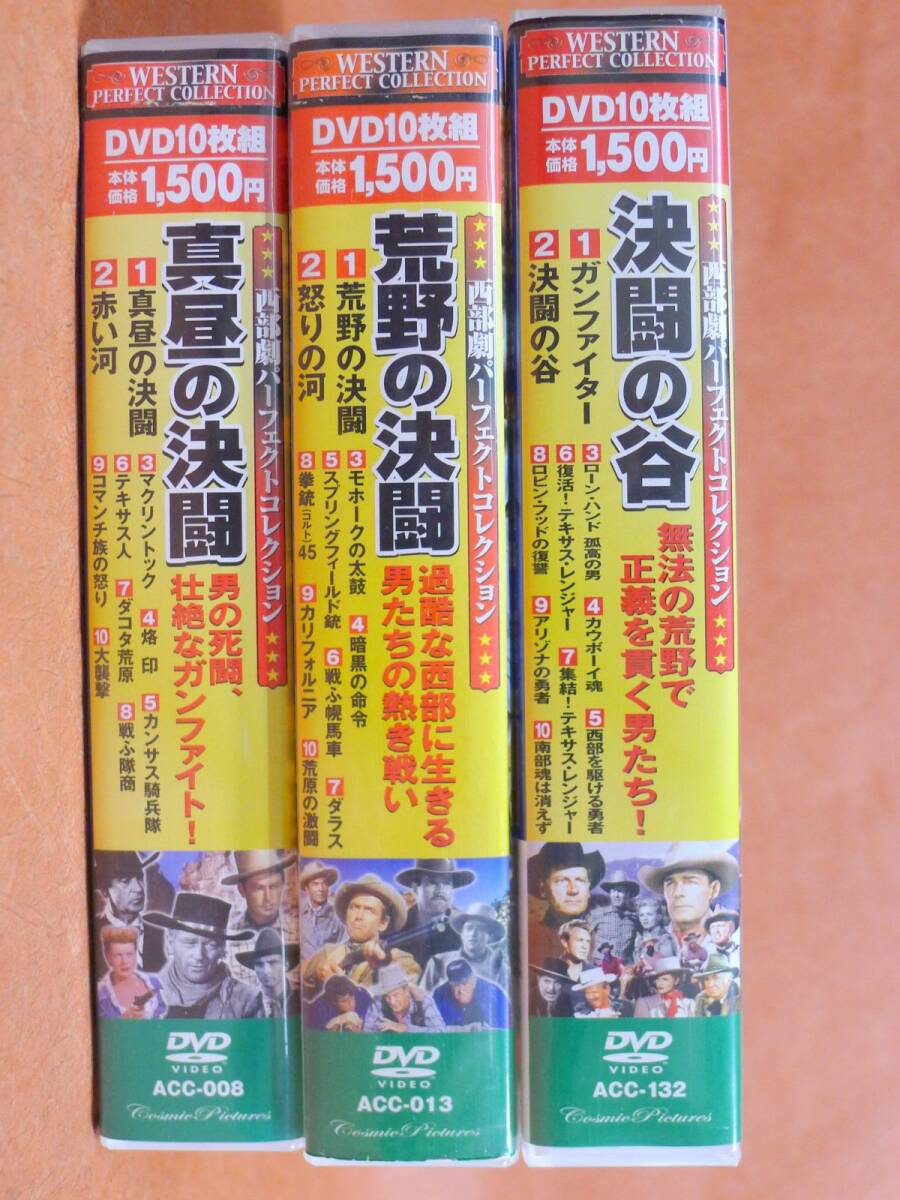 WESTERN
PERFECT COLLECTION
DVD10枚組
本体価格1,500円
★★★ 西部劇パーフェクトコレクション ★★★
真昼の決闘
男の死闘、
壮絶なガンファイト！
1 真昼の決闘
2 赤い河
3 マクリントック
4 烙印
5 カンサス騎兵隊
6 テキサス人
7 ダコタ荒原
8 戦ふ隊商
9 コマンチ族の怒り
10 大襲撃
DVD
VIDEO
ACC-008
Cosmic Pictures
WESTERN
PERFECT COLLECTION
DVD10枚組
本体価格1,500円
★★★ 西部劇パーフェクトコレクション ★★★
荒野の決闘
過酷な西部に生きる
男たちの熱き戦い
1 荒野の決闘
2 怒りの河
3 モホークの太鼓
4 暗黒の命令
5 スプリングフィールド銃
6 戦ふ幌馬車
7 ダラス
8 拳銃（コルト）45
9 カリフォルニア
10 荒原の激闘
DVD
VIDEO
ACC-013
Cosmic Pictures
WESTERN
PERFECT COLLECTION
DVD10枚組
本体価格1,500円
★★★ 西部劇パーフェクトコレクション ★★★
決闘の谷
無法の荒野で
正義を貫く男たち！
1 ガンファイター
2 決闘の谷
3 ローン・ハンド 孤高の男
4 カウボーイ魂
5 西部を駆ける勇者
6 復活！テキサス・レンジャー
7 集結！テキサス・レンジャー
8 ロビン・フッドの復讐
9 アリゾナの勇者
10 南部魂は消えず
DVD
VIDEO
ACC-132
Cosmic Pictures